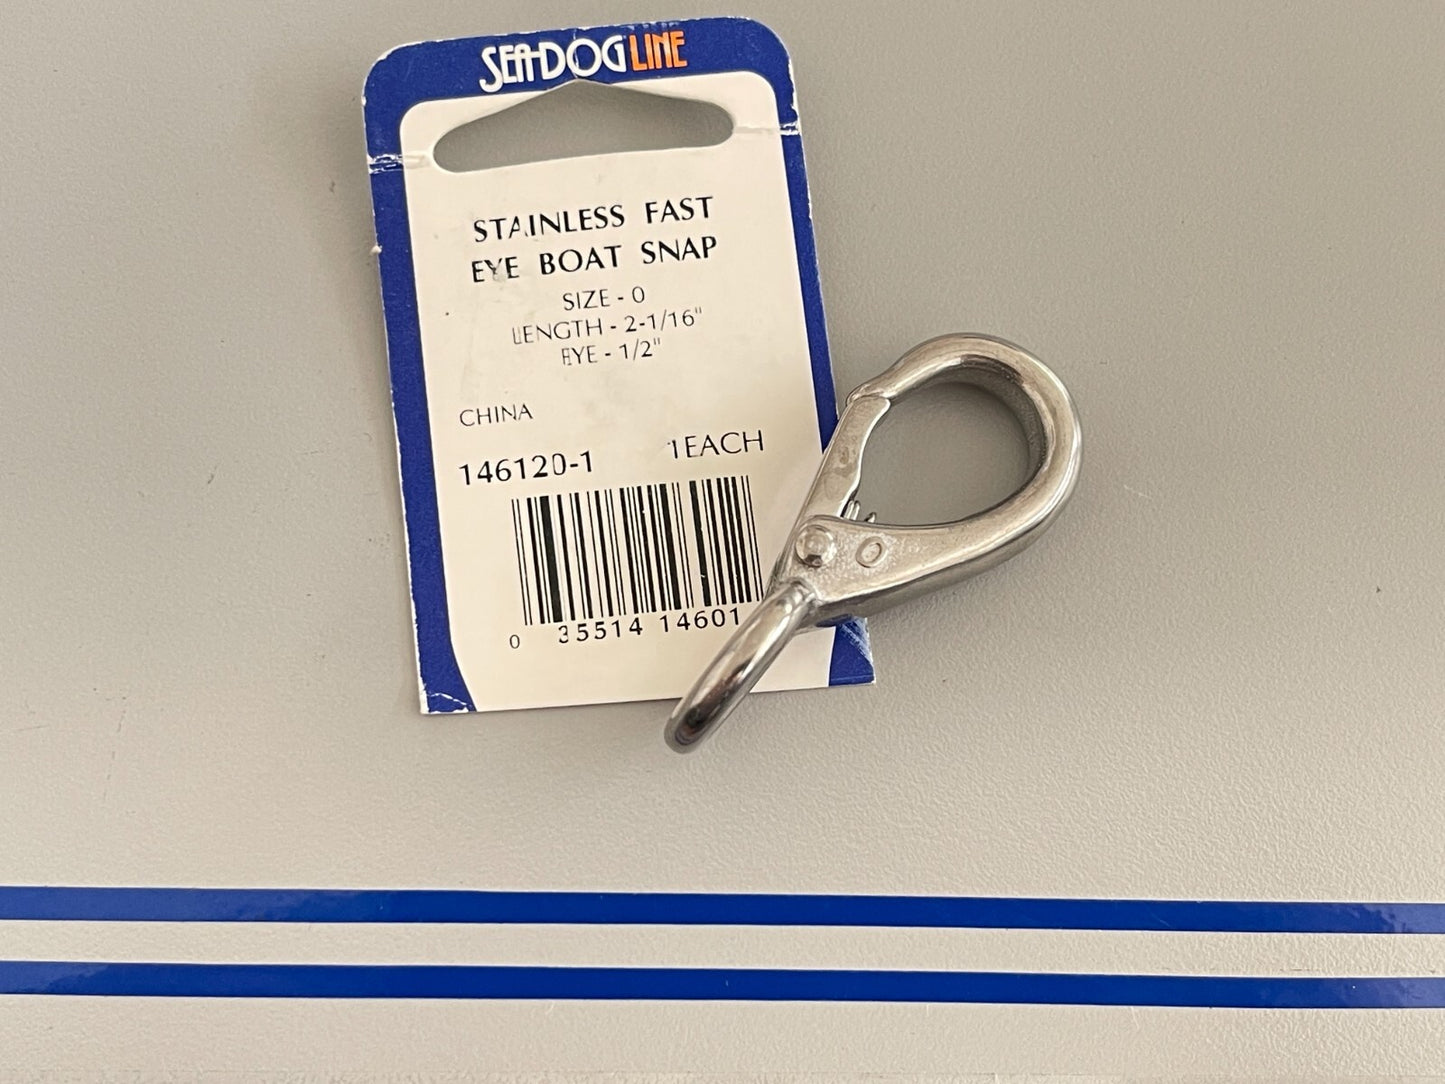 SEA-DOG LINE
STAINLESS FAST
EYE BOAT SNAP
SIZE - 0
LENGTH - 2-1/16"
EYE - 1/2"
CHINA
146120-1 1EACH
0 35514 14601
0